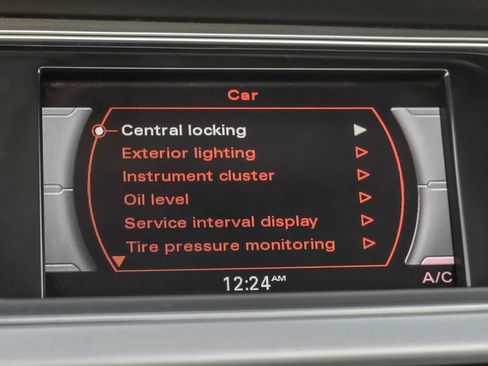 Car
Central locking
Exterior lighting
Instrument cluster
Oil level
Service interval display
Tire pressure monitoring
12:24AM
A/C